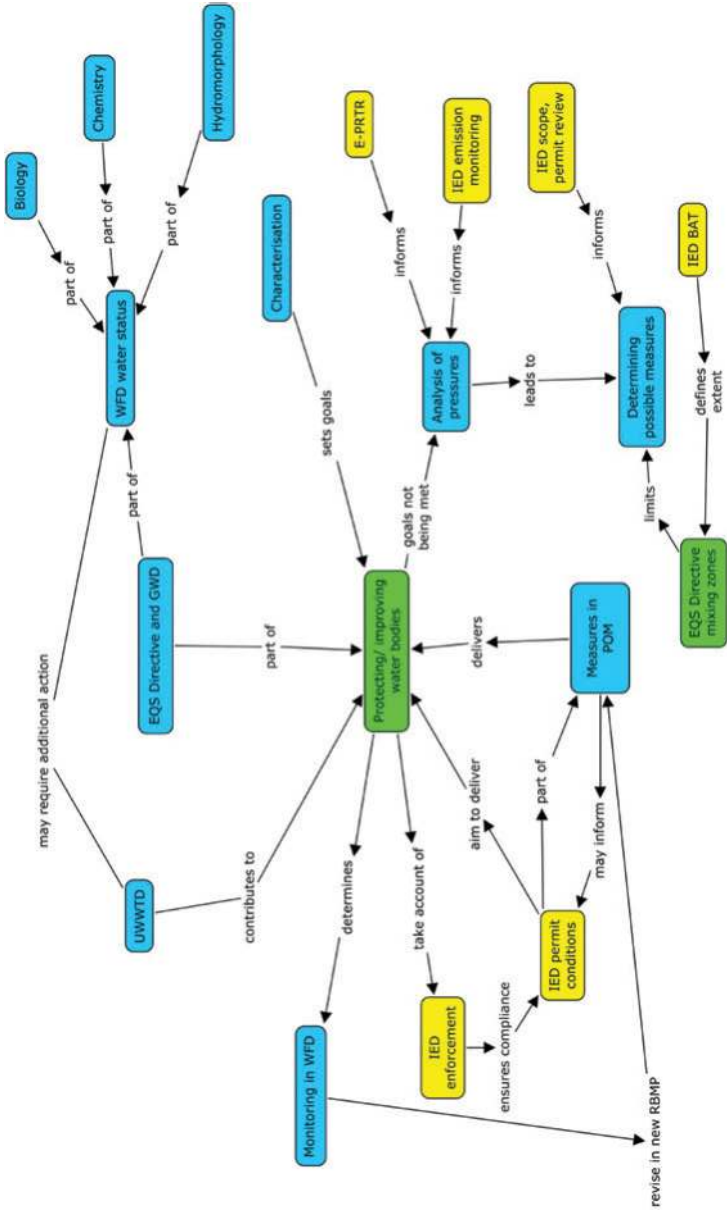 Biology
Chemistry
Hydromorphology
part of
part of
part of
WFD water status
part of
may require additional action
EQS Directive and GWD
UWWTD
part of
contributes to
Characterisation
sets goals
Protecting/ improving
water bodies
determines
take account of
Monitoring in WFD
IED
enforcement
ensures compliance
IED permit
conditions
aim to deliver
part of
may inform
delivers
Measures in
POM
revise in new RBMP
goals not
being met
Analysis of
pressures
informs
E-PRTR
informs
IED emission
monitoring
leads to
Determining
possible measures
informs
IED scope,
permit review
limits
EQS Directive
mixing zones
defines
extent
IED BAT